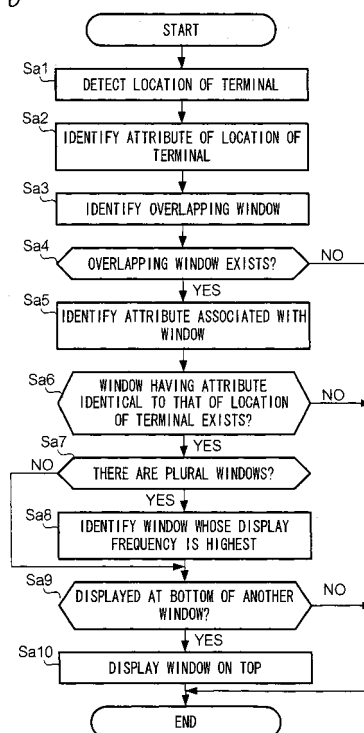 START
Sa1
DETECT LOCATION OF TERMINAL
Sa2
IDENTIFY ATTRIBUTE OF LOCATION OF
TERMINAL
Sa3
IDENTIFY OVERLAPPING WINDOW
Sa4
OVERLAPPING WINDOW EXISTS?
NO
YES
Sa5
IDENTIFY ATTRIBUTE ASSOCIATED WITH
WINDOW
Sa6
WINDOW HAVING ATTRIBUTE
IDENTICAL TO THAT OF LOCATION
OF TERMINAL EXISTS?
NO
YES
Sa7
NO
THERE ARE PLURAL WINDOWS?
YES
Sa8
IDENTIFY WINDOW WHOSE DISPLAY
FREQUENCY IS HIGHEST
Sa9
DISPLAYED AT BOTTOM OF ANOTHER
WINDOW?
NO
YES
Sa10
DISPLAY WINDOW ON TOP
END